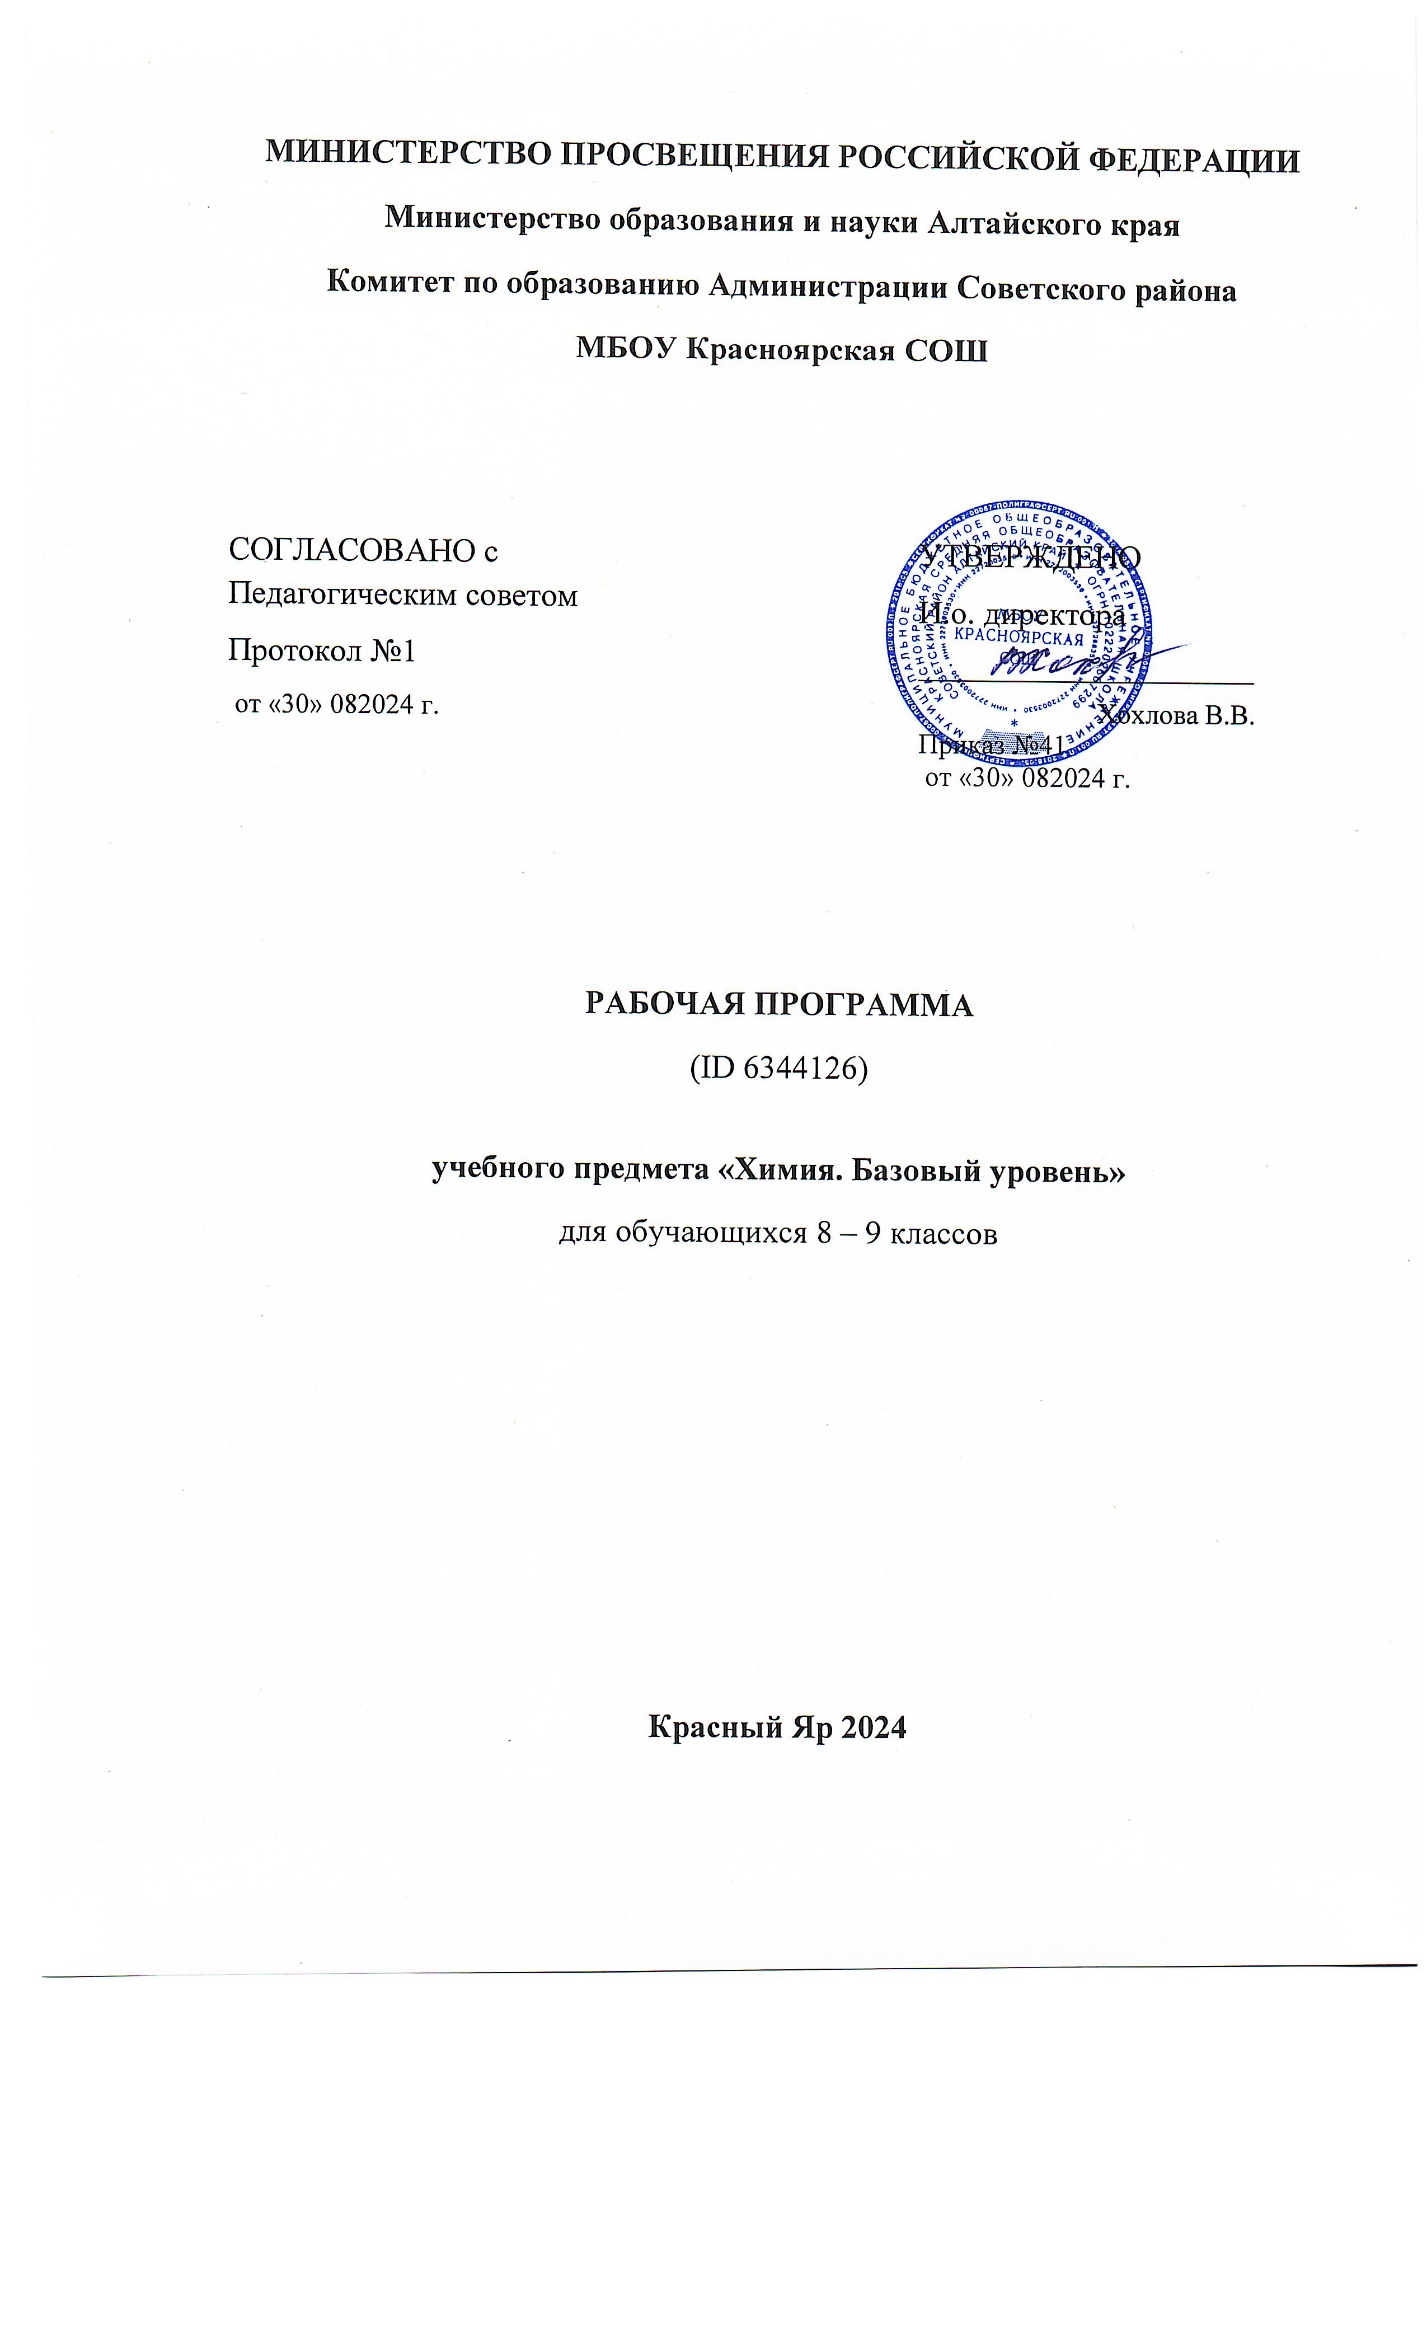 МИНИСТЕРСТВО ПРОСВЕЩЕНИЯ РОССИЙСКОЙ ФЕДЕРАЦИИ
Министерство образования и науки Алтайского края
Комитет по образованию Администрации Советского района
МБОУ Красноярская СОШ
СОГЛАСОВАНО с
Педагогическим советом
Протокол №1
от «30» 082024 г.
УТВЕРЖДЕНО
И.о. директора
КРАСНОЯРСКАЯ
Хохлова В.В.
Приказ №41
от «30» 082024 г.
РАБОЧАЯ ПРОГРАММА
(ID 6344126)
учебного предмета «Химия. Базовый уровень»
для обучающихся 8 – 9 классов
Красный Яр 2024